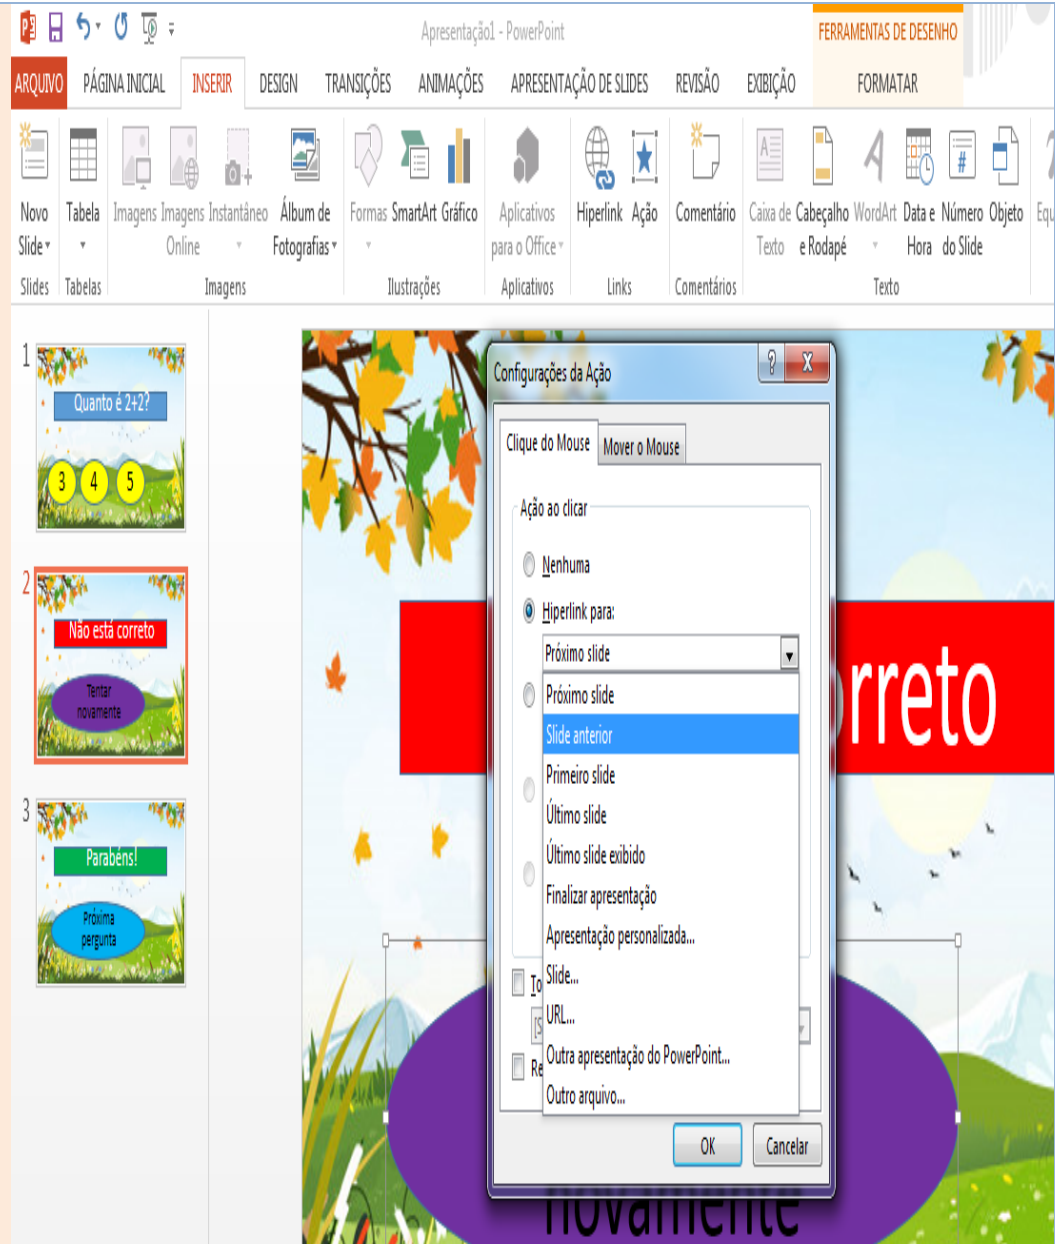 Apresentação1 - PowerPoint
FERRAMENTAS DE DESENHO
ARQUIVO PÁGINA INICIAL INSERIR DESIGN TRANSIÇÕES ANIMAÇÕES APRESENTAÇÃO DE SLIDES REVISÃO EXIBIÇÃO FORMATAR
Novo Tabela Imagens Imagens Instantâneo Álbum de Formas SmartArt Gráfico Aplicativos Hiperlink Ação Comentário Caixa de Cabeçalho WordArt Data e Número Objeto
Slide Online Fotografias para o Office Texto e Rodapé Hora do Slide
Slides Tabelas Imagens Ilustrações Aplicativos Links Comentários Texto
1
Quanto é 2+2?
3 4 5
2
Não está correto
Tentar
novamente
3
Parabéns!
Próxima
pergunta
Configurações da Ação
? X
Clique do Mouse Mover o Mouse
Ação ao clicar
Nenhuma
Hiperlink para:
Próximo slide
Próximo slide
Slide anterior
Primeiro slide
Último slide
Último slide exibido
Finalizar apresentação
Apresentação personalizada...
Slide...
URL...
Outra apresentação do PowerPoint...
Outro arquivo...
OK Cancelar
rreto
novamente